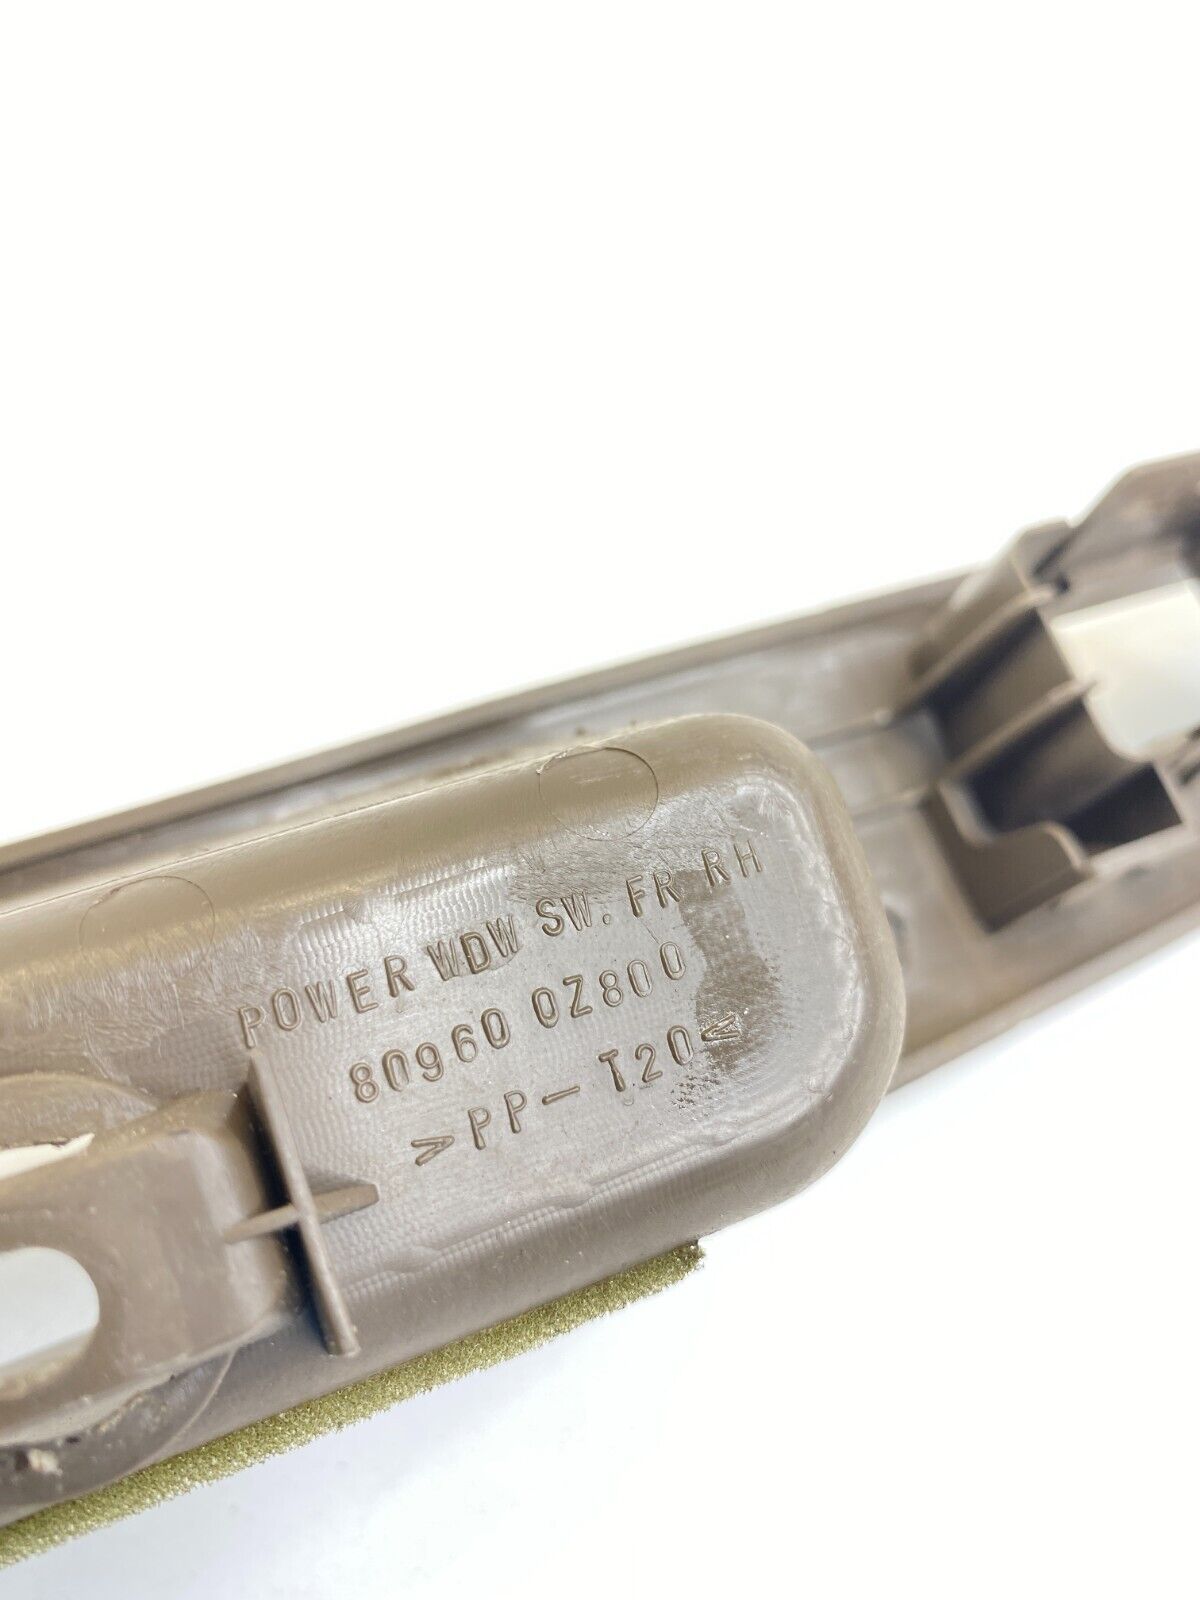 POWER WDW SW. FR RH
80960 0Z800
>PP-T20<